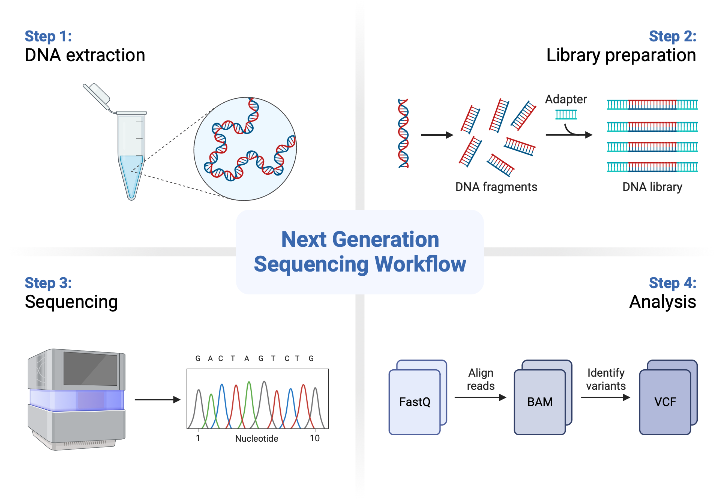 Step 1:
DNA extraction
Step 2:
Library preparation
Adapter
DNA fragments
DNA library
Next Generation
Sequencing Workflow
Step 3:
Sequencing
G A C T A G T C T G
1
Nucleotide
10
Step 4:
Analysis
FastQ
Align
reads
BAM
Identify
variants
VCF